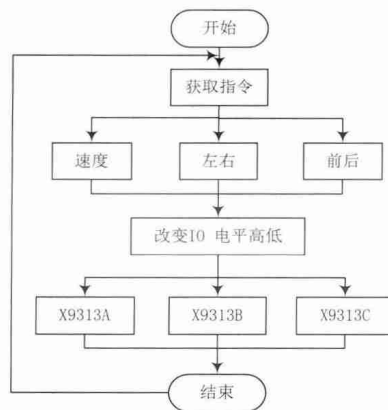 开始
获取指令
速度
左右
前后
改变IO 电平高低
X9313A
X9313B
X9313C
结束